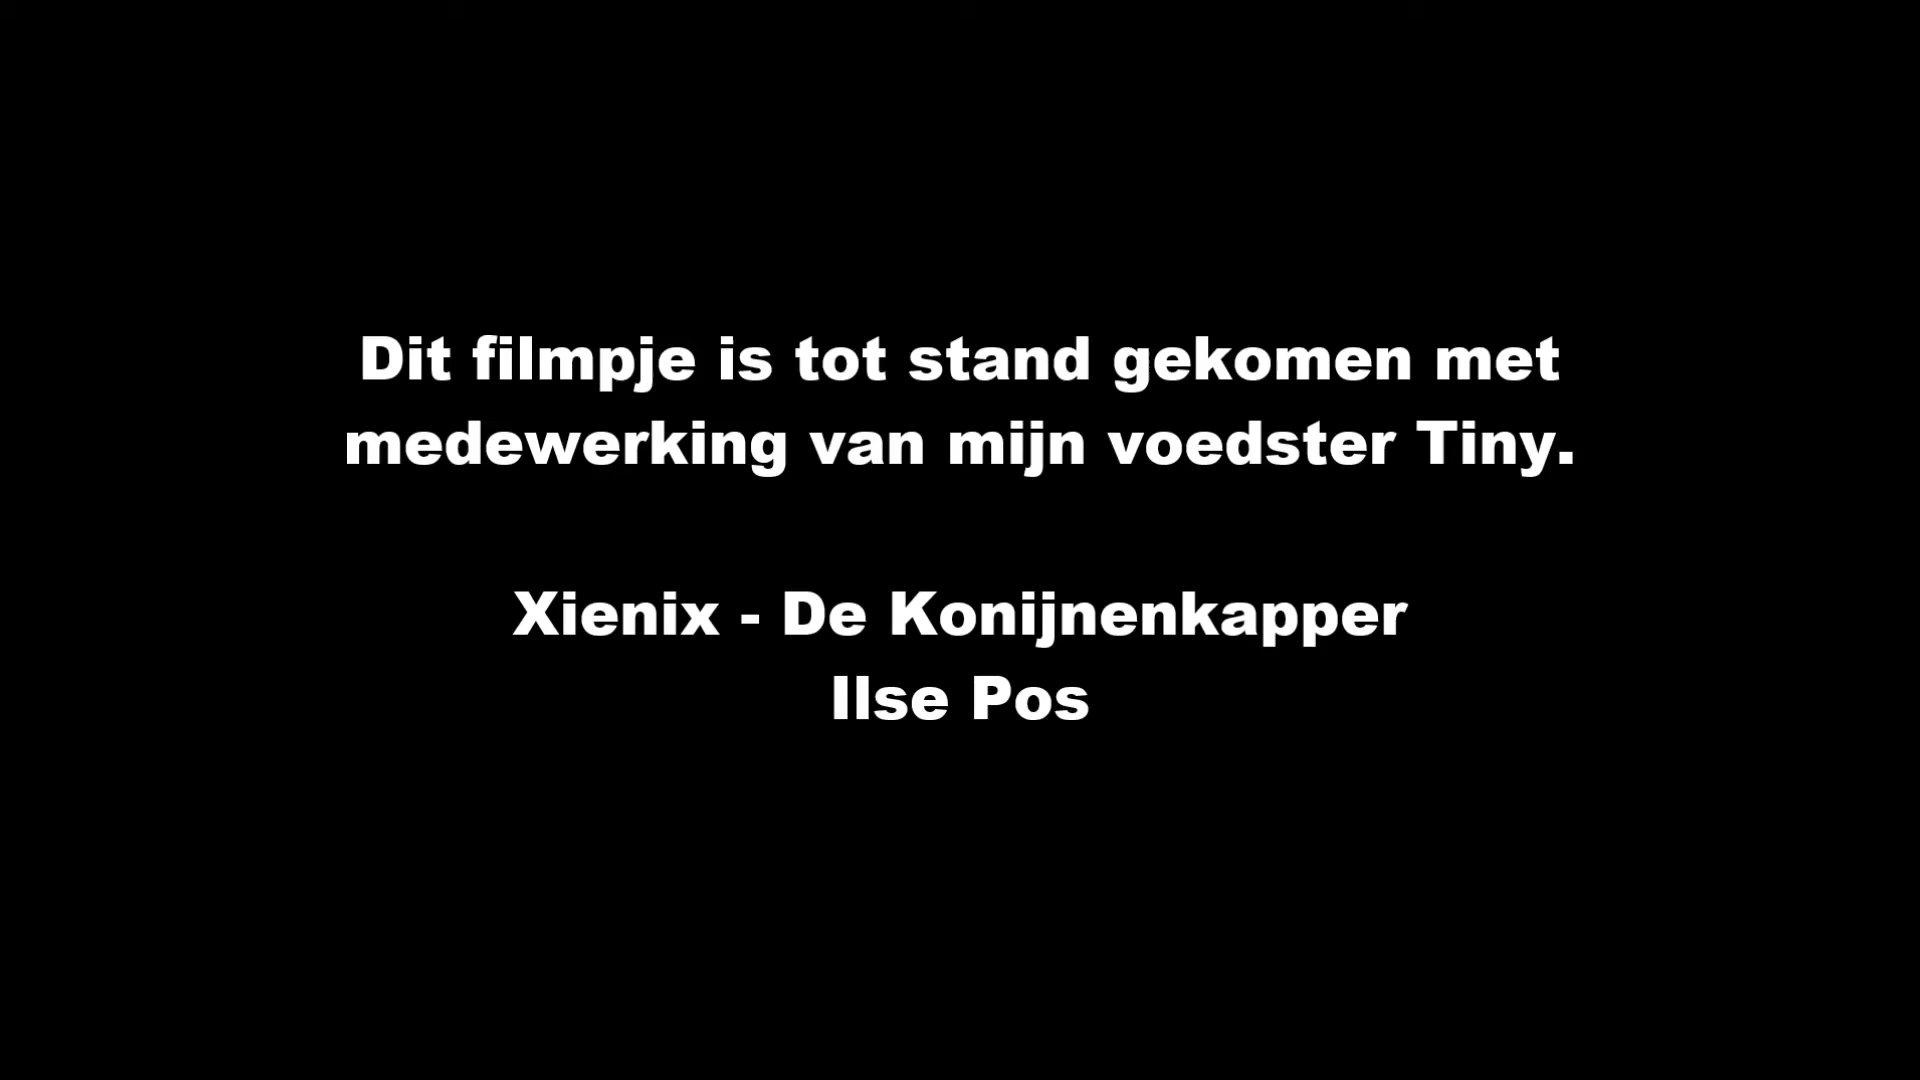 Dit filmpje is tot stand gekomen met
medewerking van mijn voedster Tiny.
Xienix - De Konijnenkapper
Ilse Pos